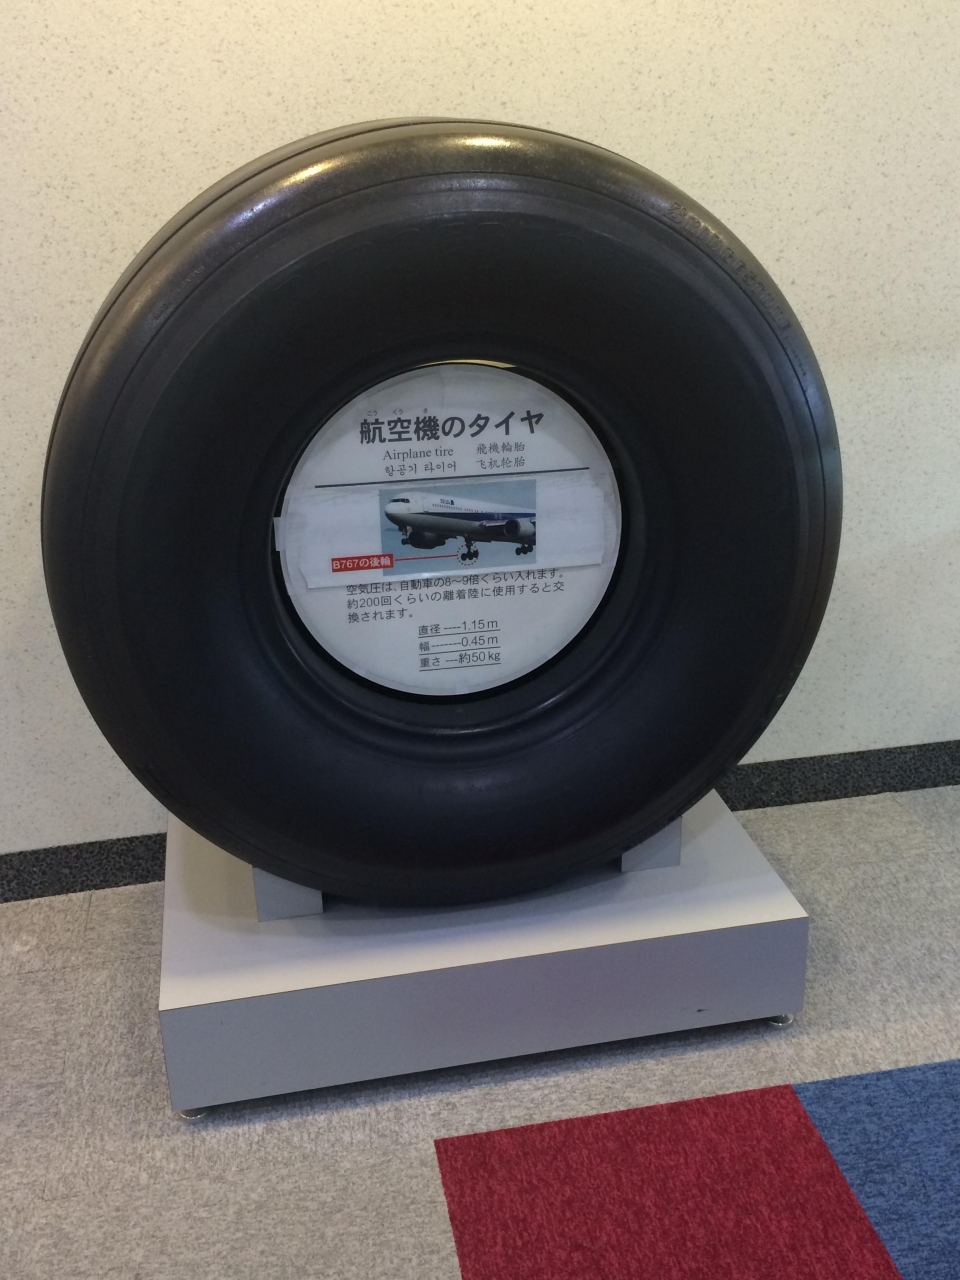 こう くう き
航空機のタイヤ
Airplane tire 飛機輪胎
항공기 타이어 飞机轮胎
B767の後輪
空気圧は、自動車の8〜9倍くらい入れます。
約200回くらいの離着陸に使用すると交
換されます。
直径----1.15m
幅-------0.45m
重さ---約50kg